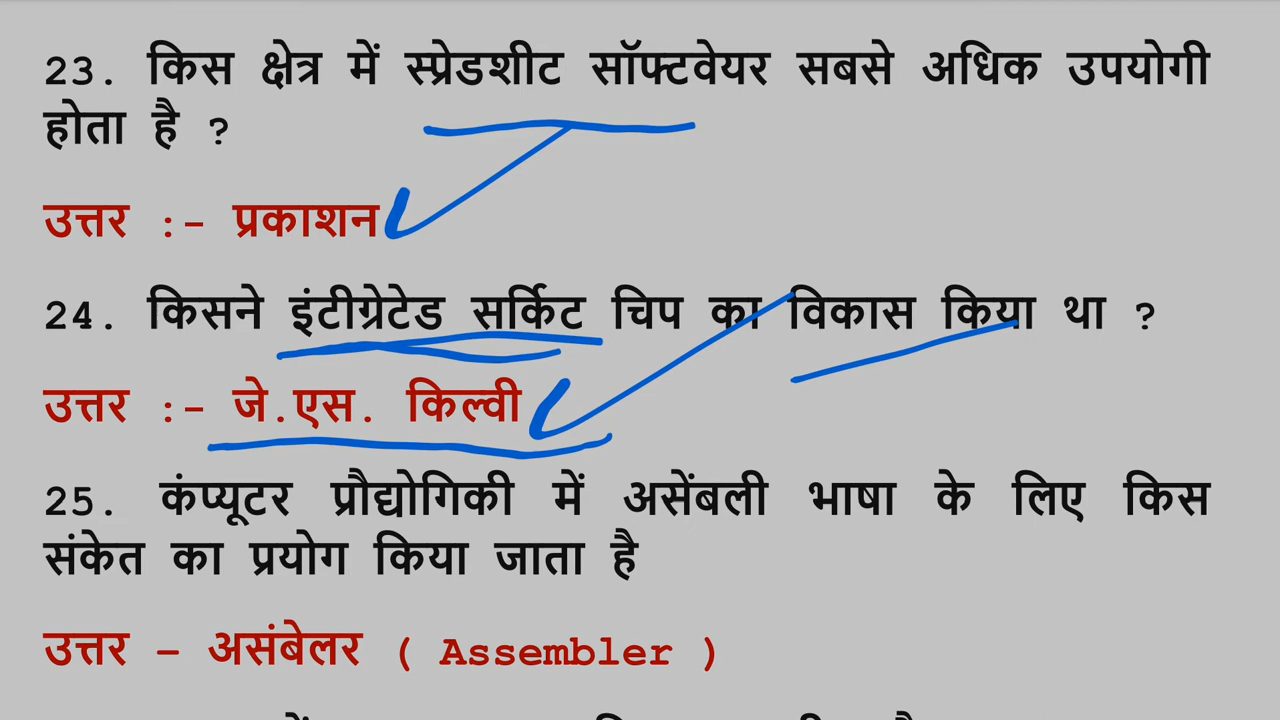 23. किस क्षेत्र में स्प्रेडशीट सॉफ्टवेयर सबसे अधिक उपयोगी
होता है ?
उत्तर :- प्रकाशन
24. किसने इंटीग्रेटेड सर्किट चिप का विकास किया था ?
उत्तर :- जे.एस. किल्वी
25. कंप्यूटर प्रौद्योगिकी में असेंबली भाषा के लिए किस
संकेत का प्रयोग किया जाता है
उत्तर – असंबेलर ( Assembler )